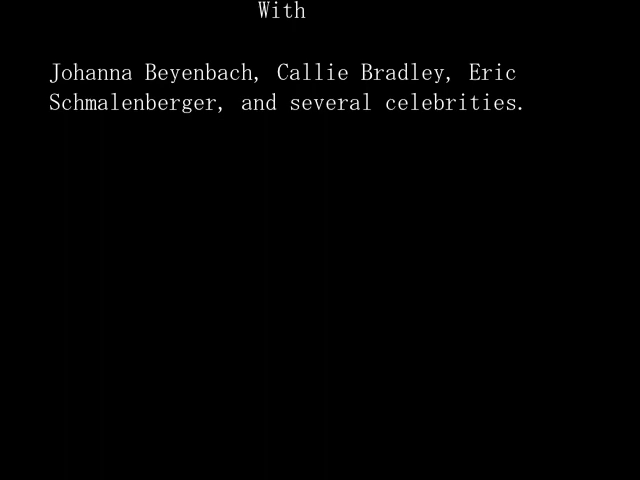 With
Johanna Beyenbach, Callie Bradley, Eric
Schmalenberger, and several celebrities.